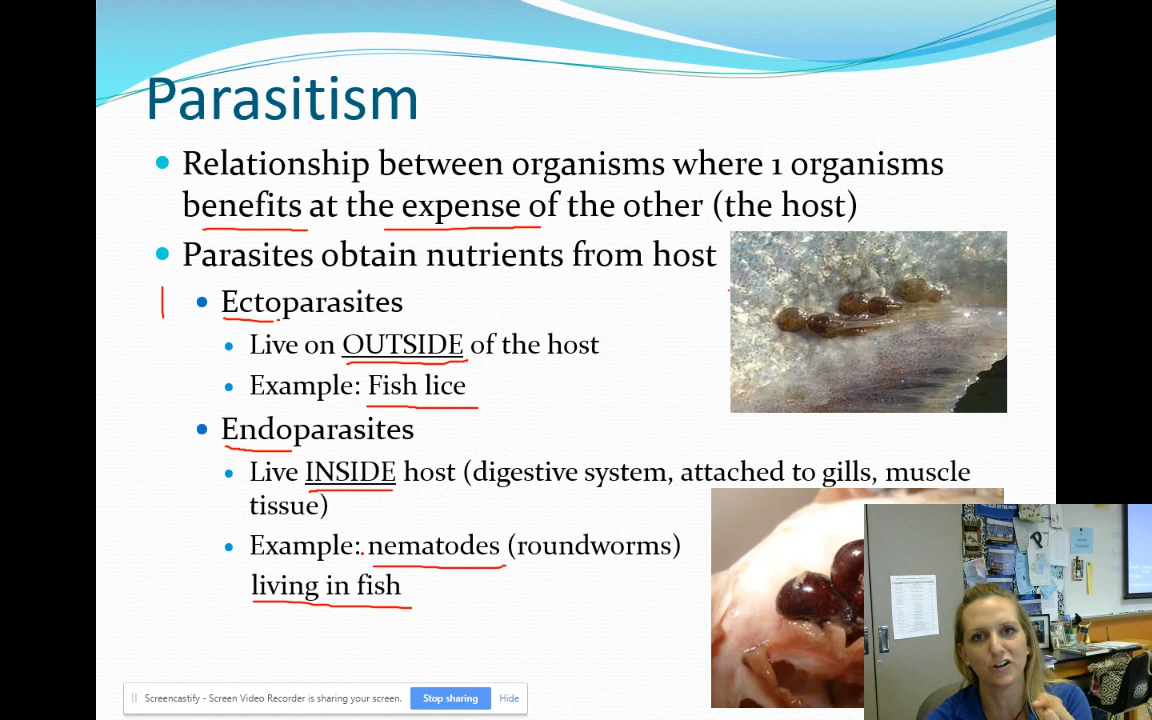 Parasitism
Relationship between organisms where 1 organisms
benefits at the expense of the other (the host)
Parasites obtain nutrients from host
Ectoparasites
Live on OUTSIDE of the host
Example: Fish lice
Endoparasites
Live INSIDE host (digestive system, attached to gills, muscle
tissue)
Example: nematodes (roundworms)
living in fish
Screencastify - Screen Video Recorder is sharing your screen. Stop sharing Hide